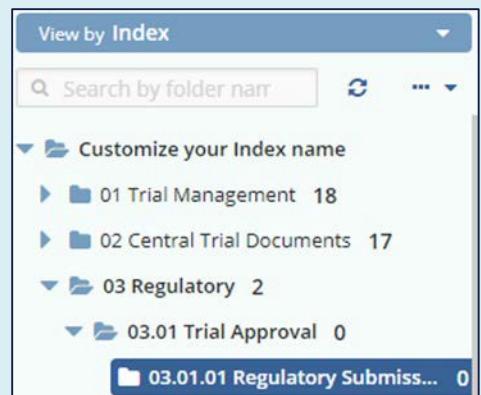 View by Index
Search by folder nam
Customize your Index name
01 Trial Management 18
02 Central Trial Documents 17
03 Regulatory 2
03.01 Trial Approval 0
03.01.01 Regulatory Submiss... 0